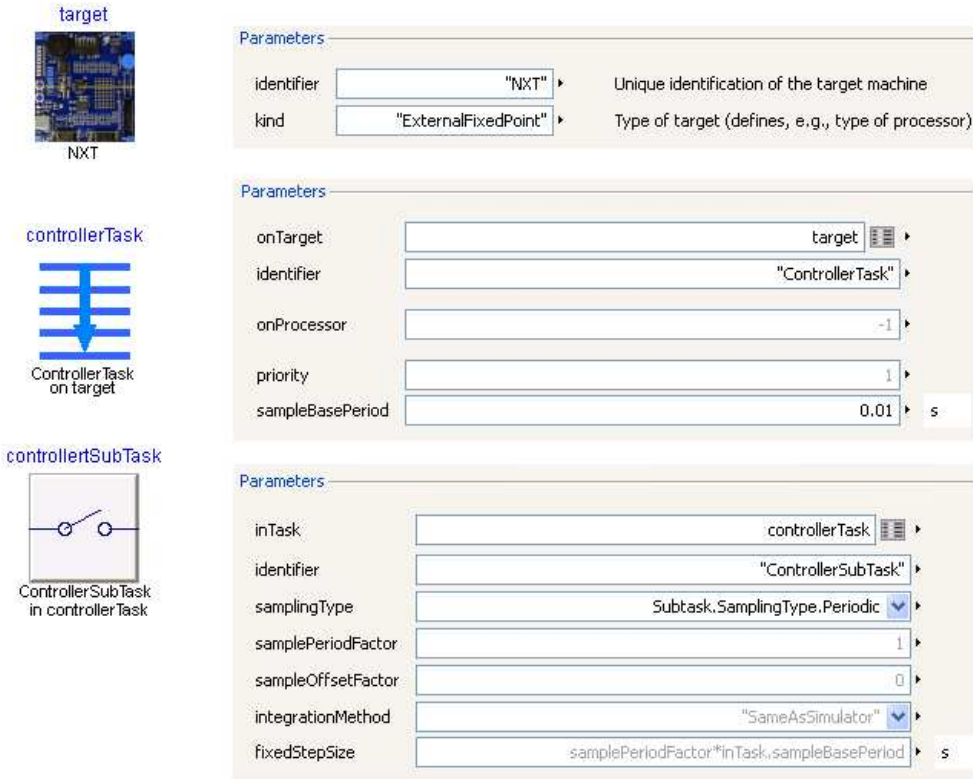 target
NXT
Parameters
identifier "NXT" Unique identification of the target machine
kind "ExternalFixedPoint" Type of target (defines, e.g., type of processor)
controllerTask
ControllerTask
on target
Parameters
onTarget target
identifier "ControllerTask"
onProcessor -1
priority 1
sampleBasePeriod 0.01 s
controllertSubTask
ControllerSubTask
in controllerTask
Parameters
inTask controllerTask
identifier "ControllerSubTask"
samplingType Subtask.SamplingType.Periodic
samplePeriodFactor 1
sampleOffsetFactor 0
integrationMethod "SameAsSimulator"
fixedStepSize samplePeriodFactor*inTask.sampleBasePeriod s